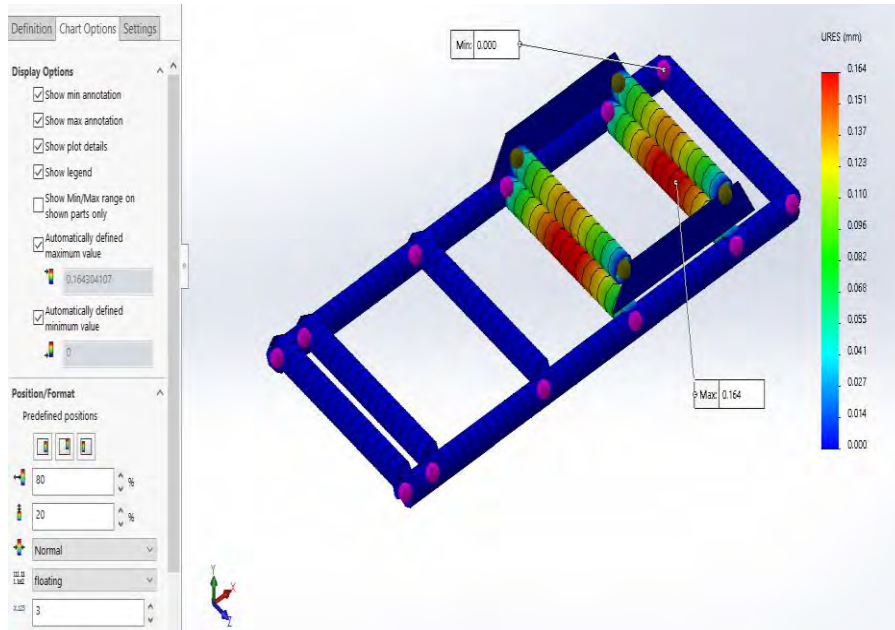 Definition Chart Options Settings
Display Options
Show min annotation
Show max annotation
Show plot details
Show legend
Show Min/Max range on
shown parts only
Automatically defined
maximum value
0.164304107
Automatically defined
minimum value
0
Position/Format
Predefined positions
80 %
20 %
Normal
floating
3
Min: 0.000
Max: 0.164
URES (mm)
0.164
0.151
0.137
0.123
0.110
0.096
0.082
0.068
0.055
0.041
0.027
0.014
0.000
Y
X
Z